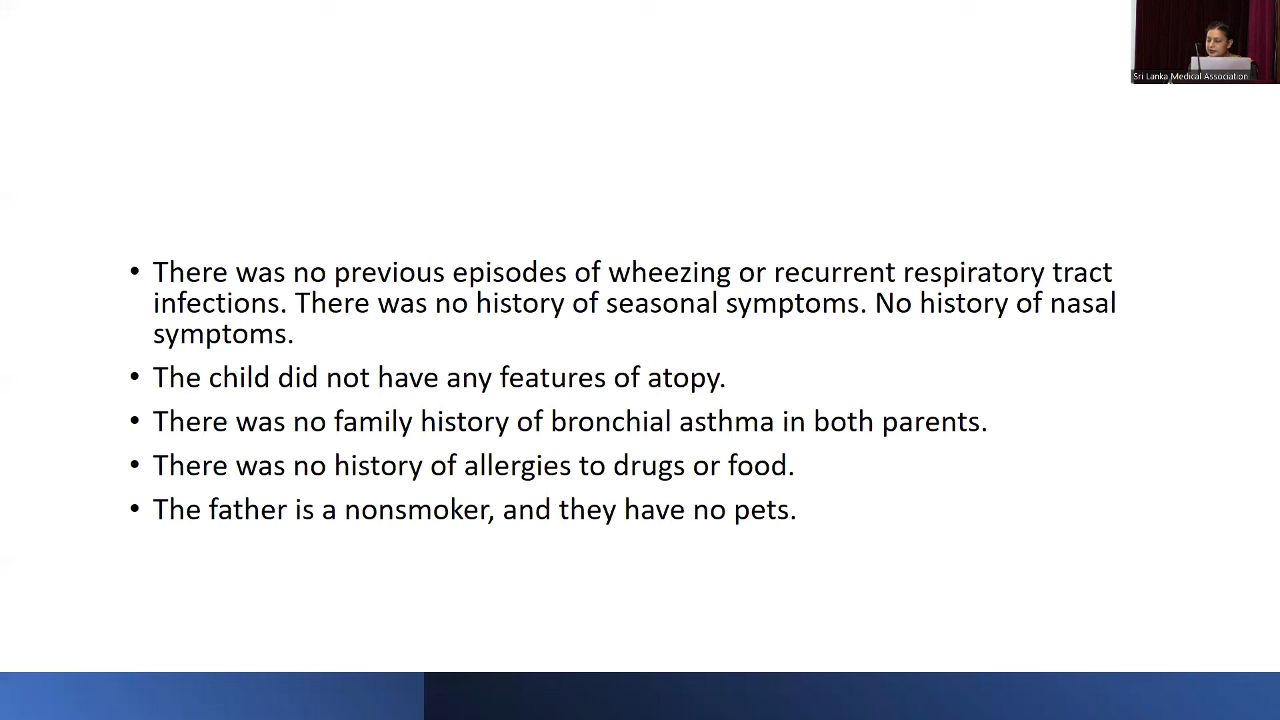 Sri Lanka Medical Association
• There was no previous episodes of wheezing or recurrent respiratory tract
infections. There was no history of seasonal symptoms. No history of nasal
symptoms.
• The child did not have any features of atopy.
• There was no family history of bronchial asthma in both parents.
• There was no history of allergies to drugs or food.
• The father is a nonsmoker, and they have no pets.